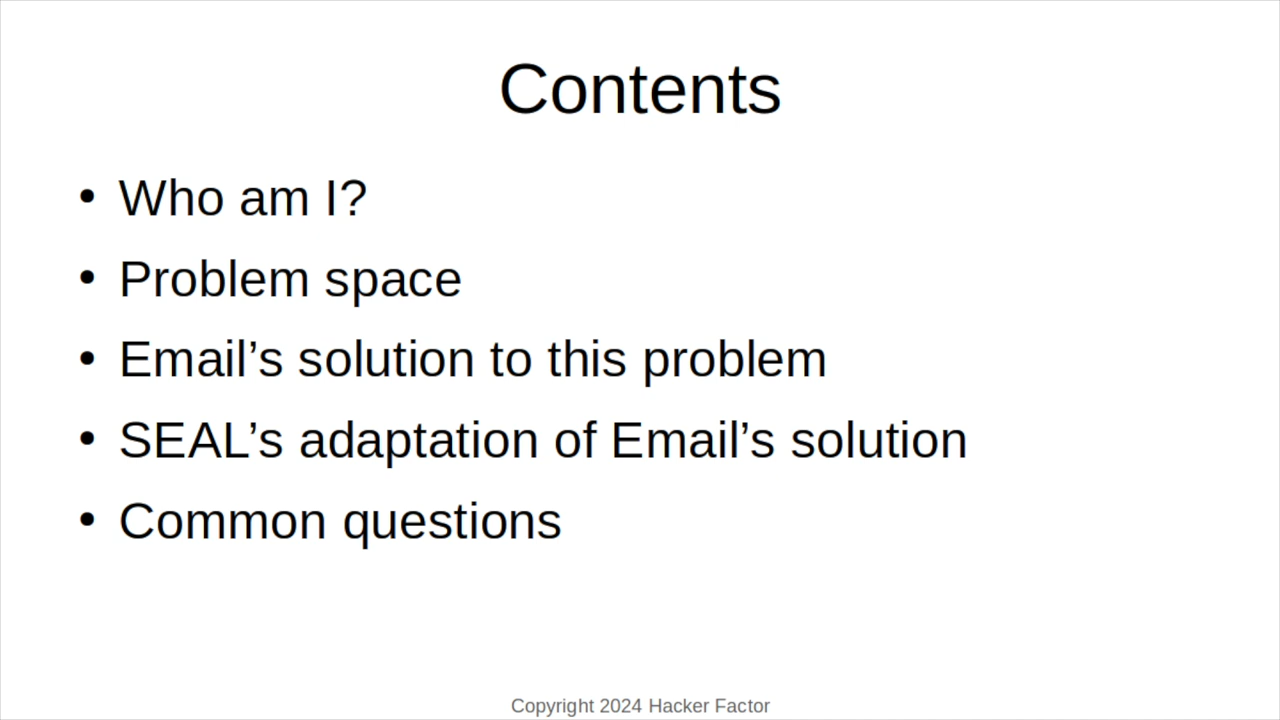 Contents
• Who am I?
• Problem space
• Email’s solution to this problem
• SEAL’s adaptation of Email’s solution
• Common questions
Copyright 2024 Hacker Factor